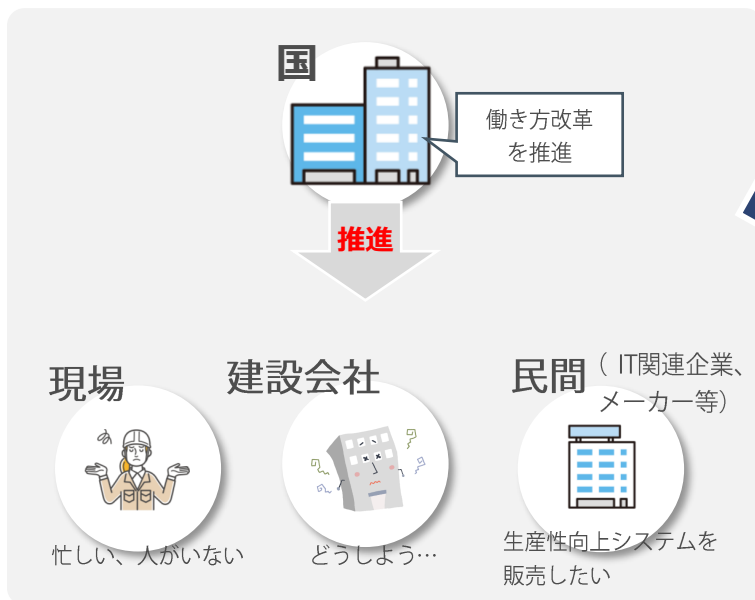 国
働き方改革
を推進
推進
現場
建設会社
民間
（ IT関連企業、
メーカー等）
忙しい、人がいない
どうしよう…
生産性向上システムを
販売したい